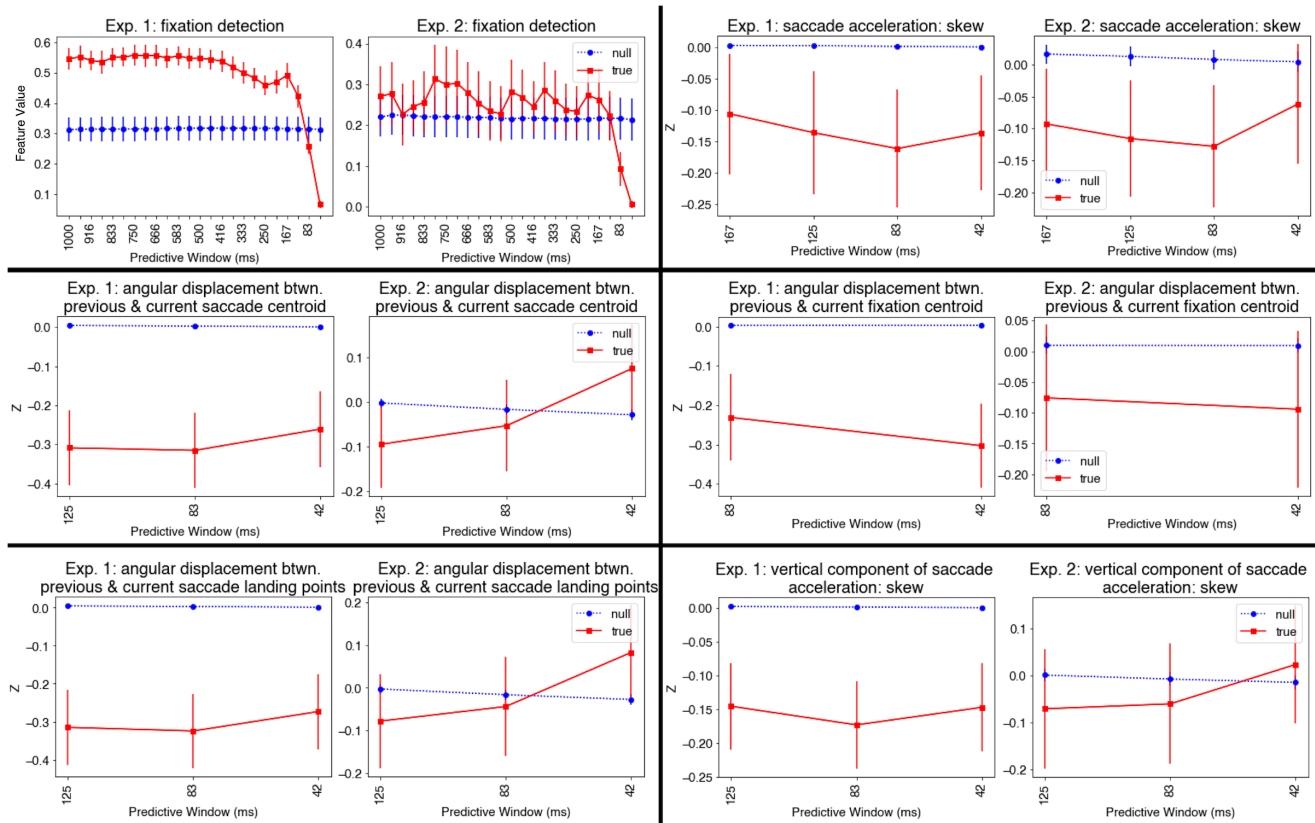 Exp. 1: fixation detection
0.6
0.5
0.4
0.3
0.2
0.1
Feature Value
1000
916
833
750
666
583
500
416
333
250
167
83
Predictive Window (ms)
Exp. 2: fixation detection
null
true
0.4
0.3
0.2
0.1
0.0
1000
916
833
750
666
583
500
416
333
250
167
83
Predictive Window (ms)
Exp. 1: saccade acceleration: skew
0.00
−0.05
−0.10
−0.15
−0.20
−0.25
Z
167
125
83
42
Predictive Window (ms)
Exp. 2: saccade acceleration: skew
0.00
−0.05
−0.10
−0.15
−0.20
null
true
167
125
83
42
Predictive Window (ms)
Exp. 1: angular displacement btwn.
previous & current saccade centroid
0.0
−0.1
−0.2
−0.3
−0.4
Z
125
83
42
Predictive Window (ms)
Exp. 2: angular displacement btwn.
previous & current saccade centroid
null
true
0.1
0.0
−0.1
−0.2
125
83
42
Predictive Window (ms)
Exp. 1: angular displacement btwn.
previous & current fixation centroid
0.0
−0.1
−0.2
−0.3
−0.4
Z
83
42
Predictive Window (ms)
Exp. 2: angular displacement btwn.
previous & current fixation centroid
0.05
0.00
−0.05
−0.10
−0.15
−0.20
null
true
83
42
Predictive Window (ms)
Exp. 1: angular displacement btwn.
previous & current saccade landing points
0.0
−0.1
−0.2
−0.3
−0.4
Z
125
83
42
Predictive Window (ms)
Exp. 2: angular displacement btwn.
previous & current saccade landing points
null
true
0.2
0.1
0.0
−0.1
−0.2
125
83
42
Predictive Window (ms)
Exp. 1: vertical component of saccade
acceleration: skew
0.00
−0.05
−0.10
−0.15
−0.20
−0.25
Z
125
83
42
Predictive Window (ms)
Exp. 2: vertical component of saccade
acceleration: skew
null
true
0.1
0.0
−0.1
−0.2
125
83
42
Predictive Window (ms)